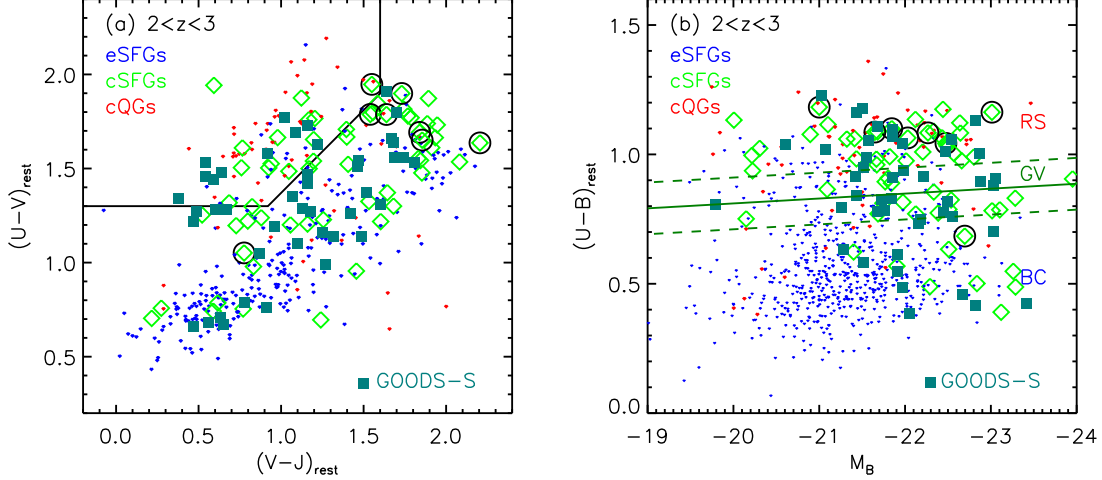 (a) 2<z<3
eSFGs
cSFGs
cQGs
GOODS-S
2.0
1.5
1.0
0.5
(U-V)rest
0.0 0.5 1.0 1.5 2.0
(V-J)rest
(b) 2<z<3
eSFGs
cSFGs
cQGs
RS
GV
BC
GOODS-S
1.5
1.0
0.5
0.0
(U-B)rest
-19 -20 -21 -22 -23 -24
MB